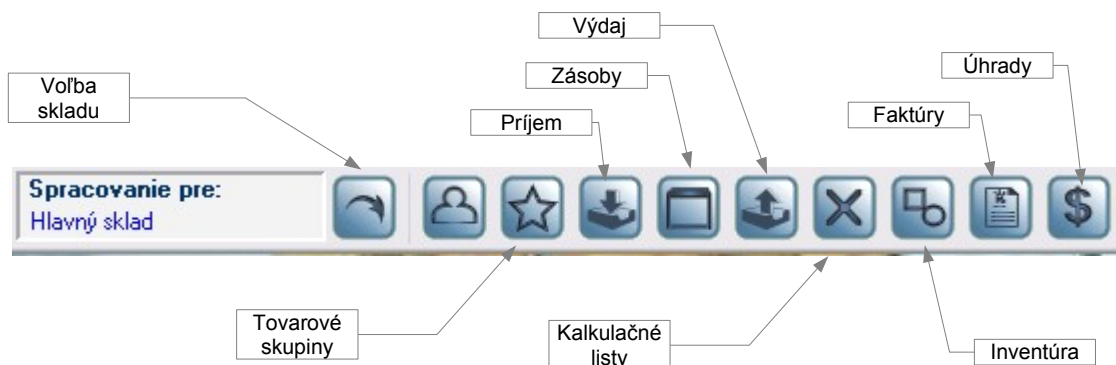 Výdaj
Zásoby
Úhrady
Voľba
skladu
Príjem
Faktúry
Spracovanie pre:
Hlavný sklad
Tovarové
skupiny
Kalkulačné
listy
Inventúra